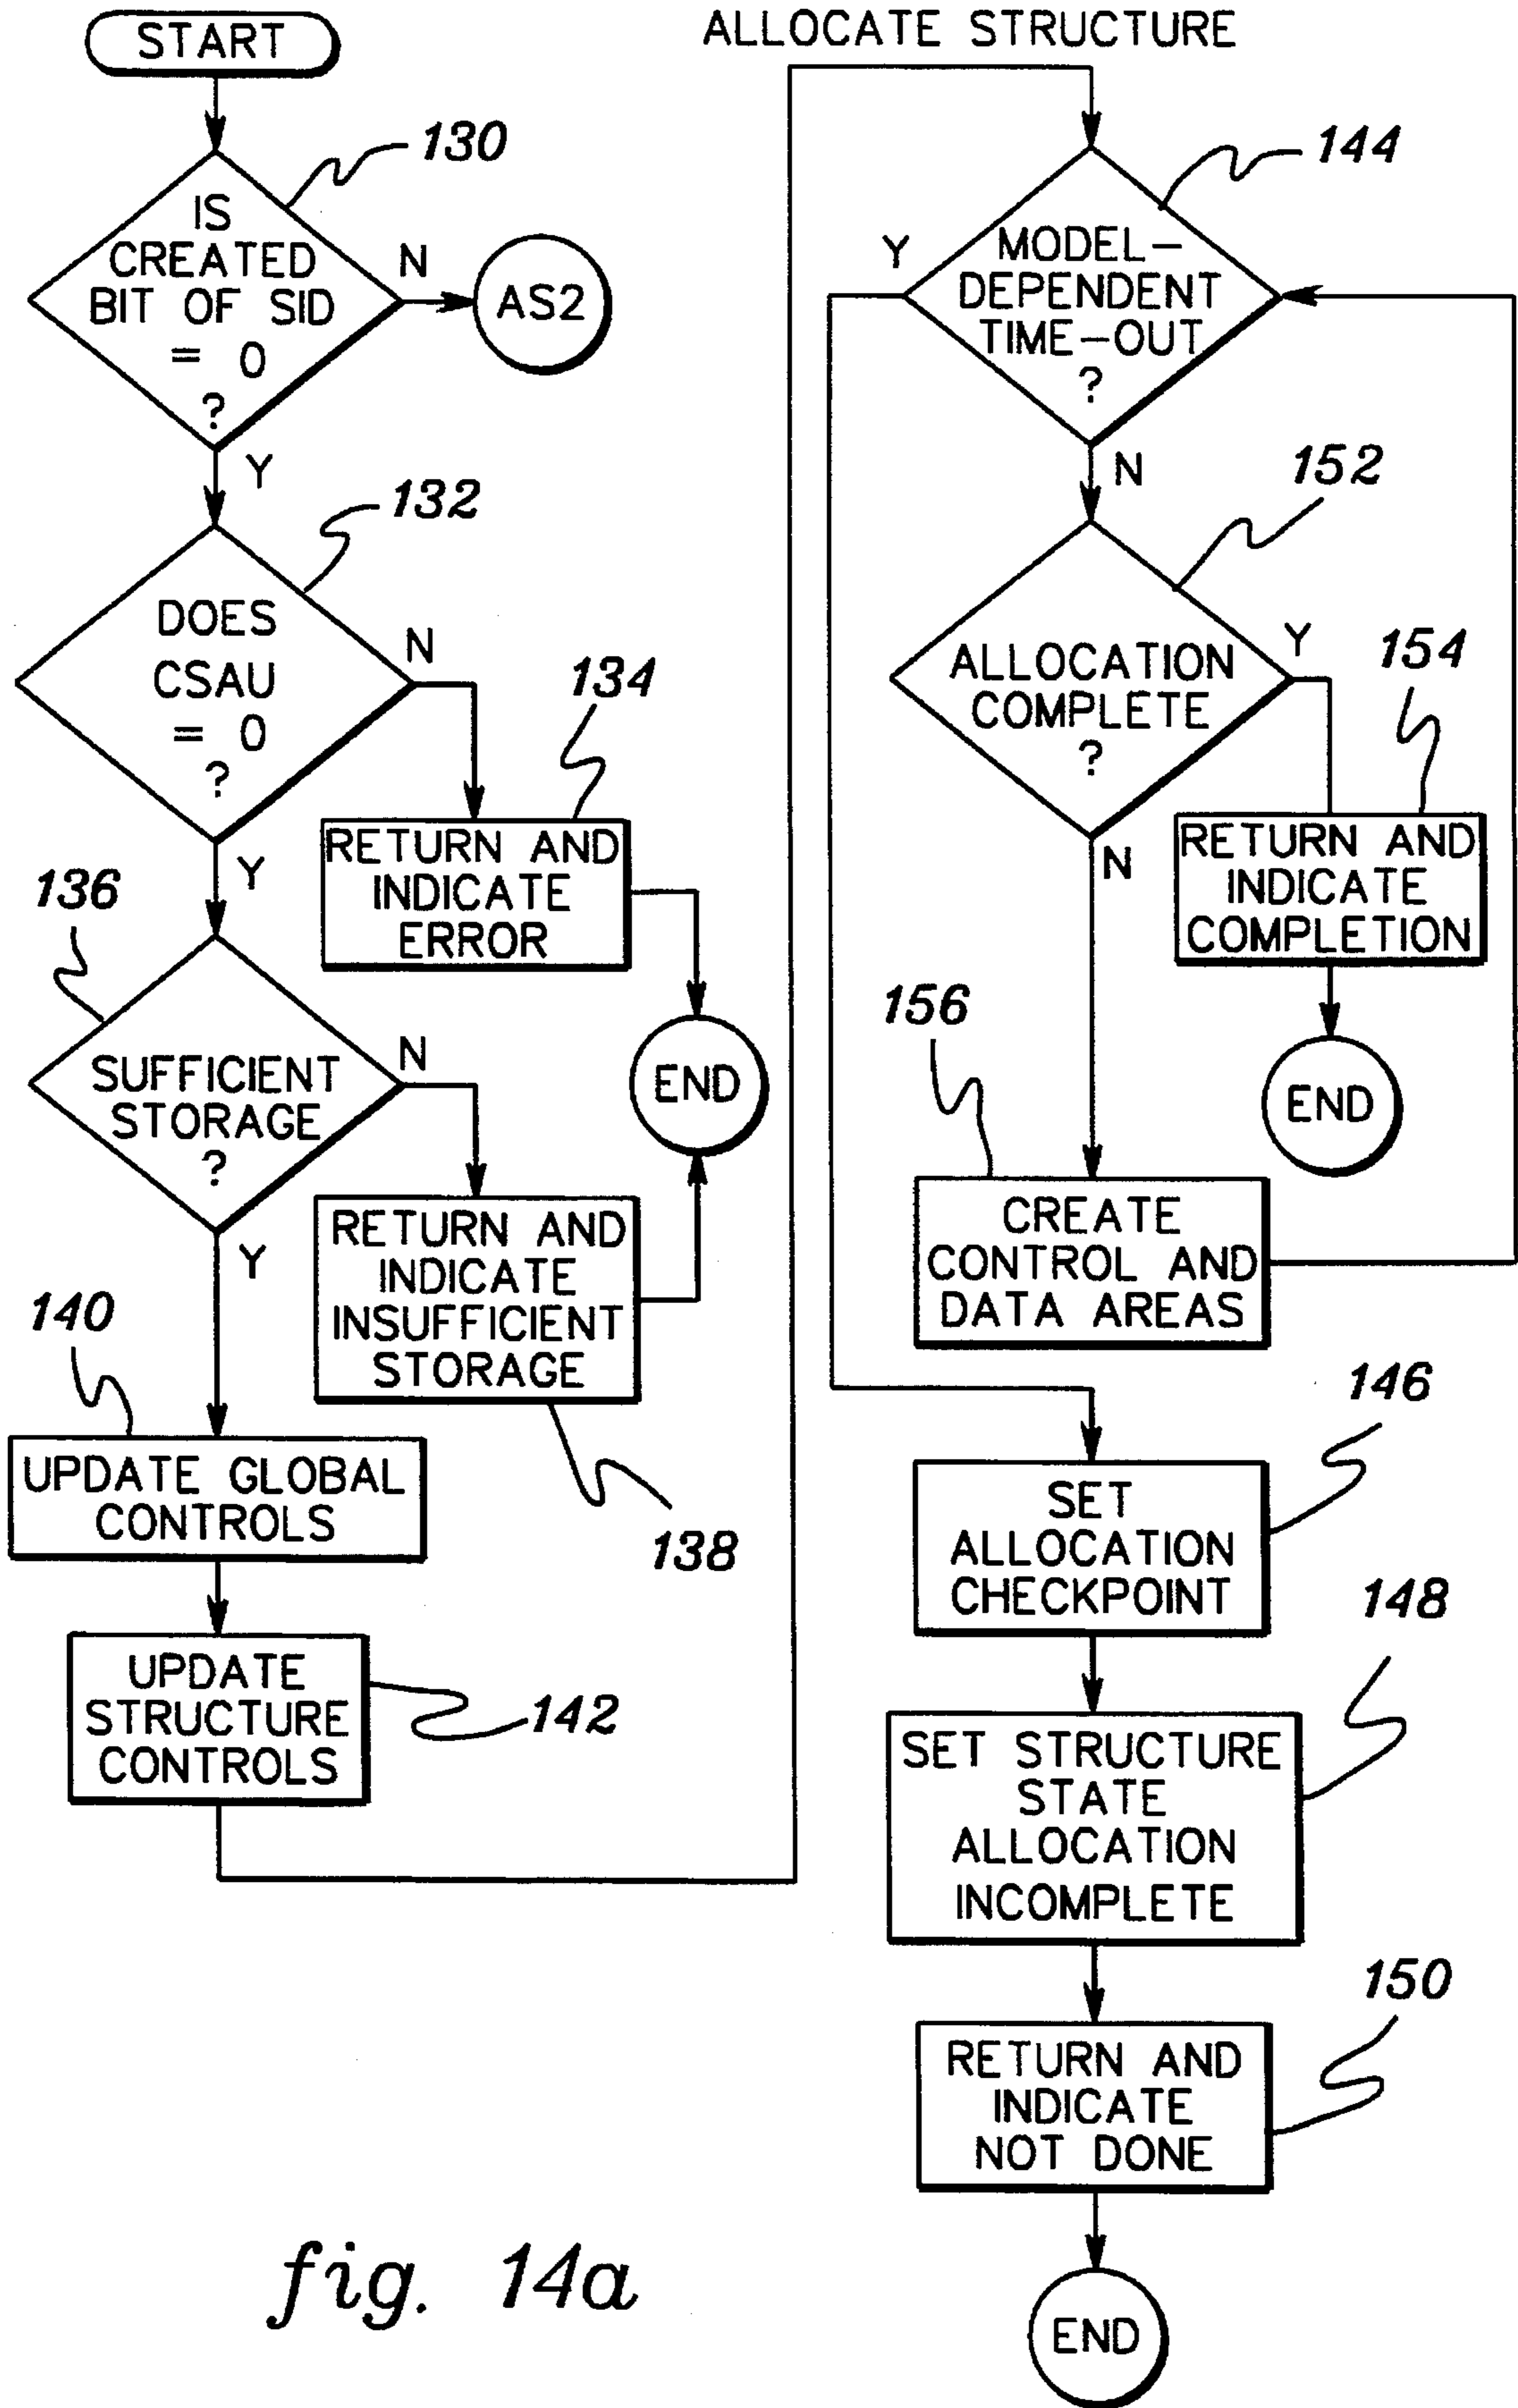 START
ALLOCATE STRUCTURE
130
IS
CREATED
BIT OF SID
= 0
?
N
AS2
Y
132
DOES
CSAU
= 0
?
N
134
RETURN AND
INDICATE
ERROR
Y
136
SUFFICIENT
STORAGE
?
N
END
RETURN AND
INDICATE
INSUFFICIENT
STORAGE
138
Y
140
UPDATE GLOBAL
CONTROLS
UPDATE
STRUCTURE
CONTROLS
142
144
Y
MODEL-
DEPENDENT
TIME-OUT
?
N
152
ALLOCATION
COMPLETE
?
Y
154
RETURN AND
INDICATE
COMPLETION
END
N
156
CREATE
CONTROL AND
DATA AREAS
146
SET
ALLOCATION
CHECKPOINT
148
SET STRUCTURE
STATE
ALLOCATION
INCOMPLETE
150
RETURN AND
INDICATE
NOT DONE
END
fig. 14a